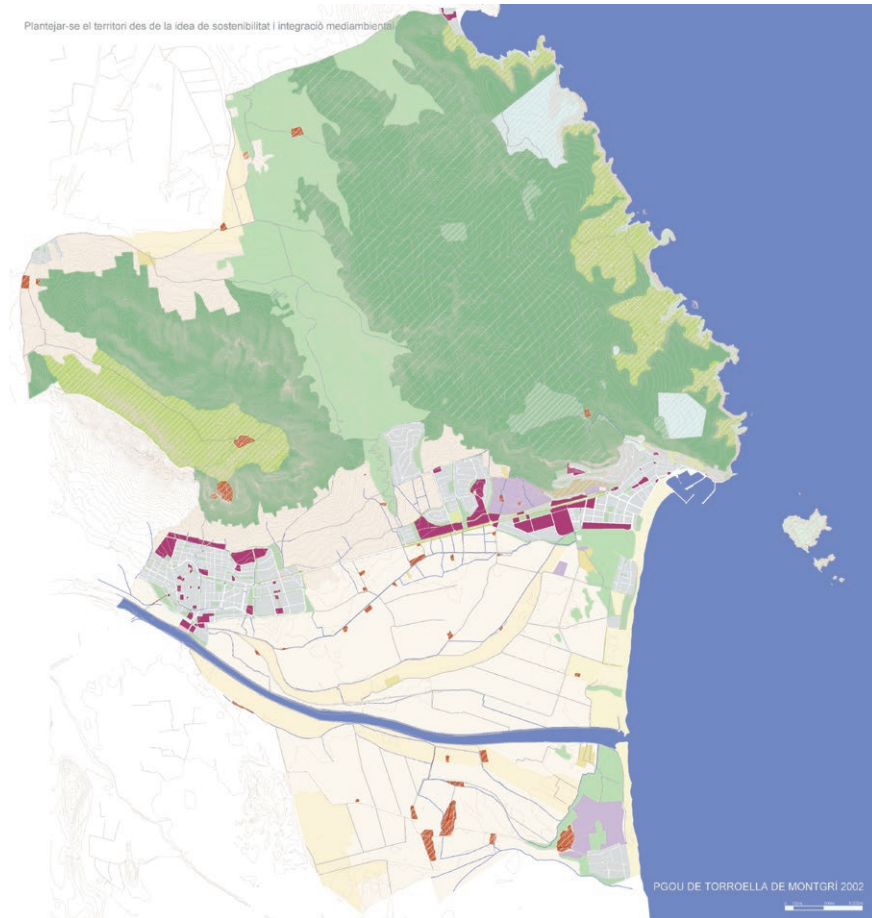 Plantejar-se el territori des de la idea de sostenibilitat i integració mediambiental
PGOU DE TORROELLA DE MONTGRÍ 2002